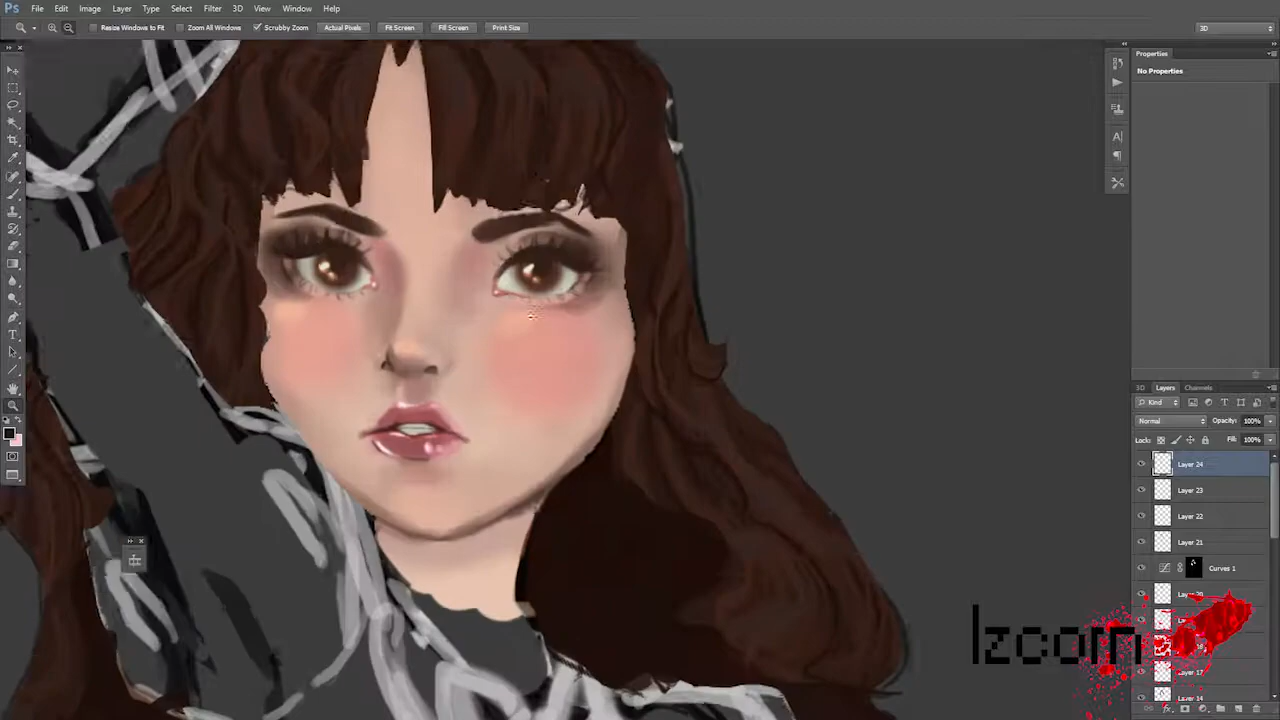 Ps File Edit Image Layer Type Select Filter 3D View Window Help
Resize Windows to Fit Zoom All Windows Scrubby Zoom Actual Pixels Fit Screen Fill Screen Print Size 3D
Properties
No Properties
3D Layers Channels
Kind
Normal Opacity: 100%
Lock: Fill: 100%
Layer 24
Layer 23
Layer 22
Layer 21
Curves 1
Layer 17
Layer 14
Izcom